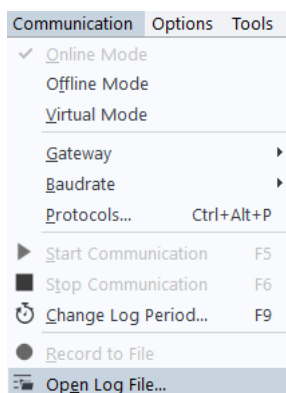 Communication Options Tools
Online Mode
Offline Mode
Virtual Mode
Gateway
Baudrate
Protocols... Ctrl+Alt+P
Start Communication F5
Stop Communication F6
Change Log Period... F9
Record to File
Open Log File...